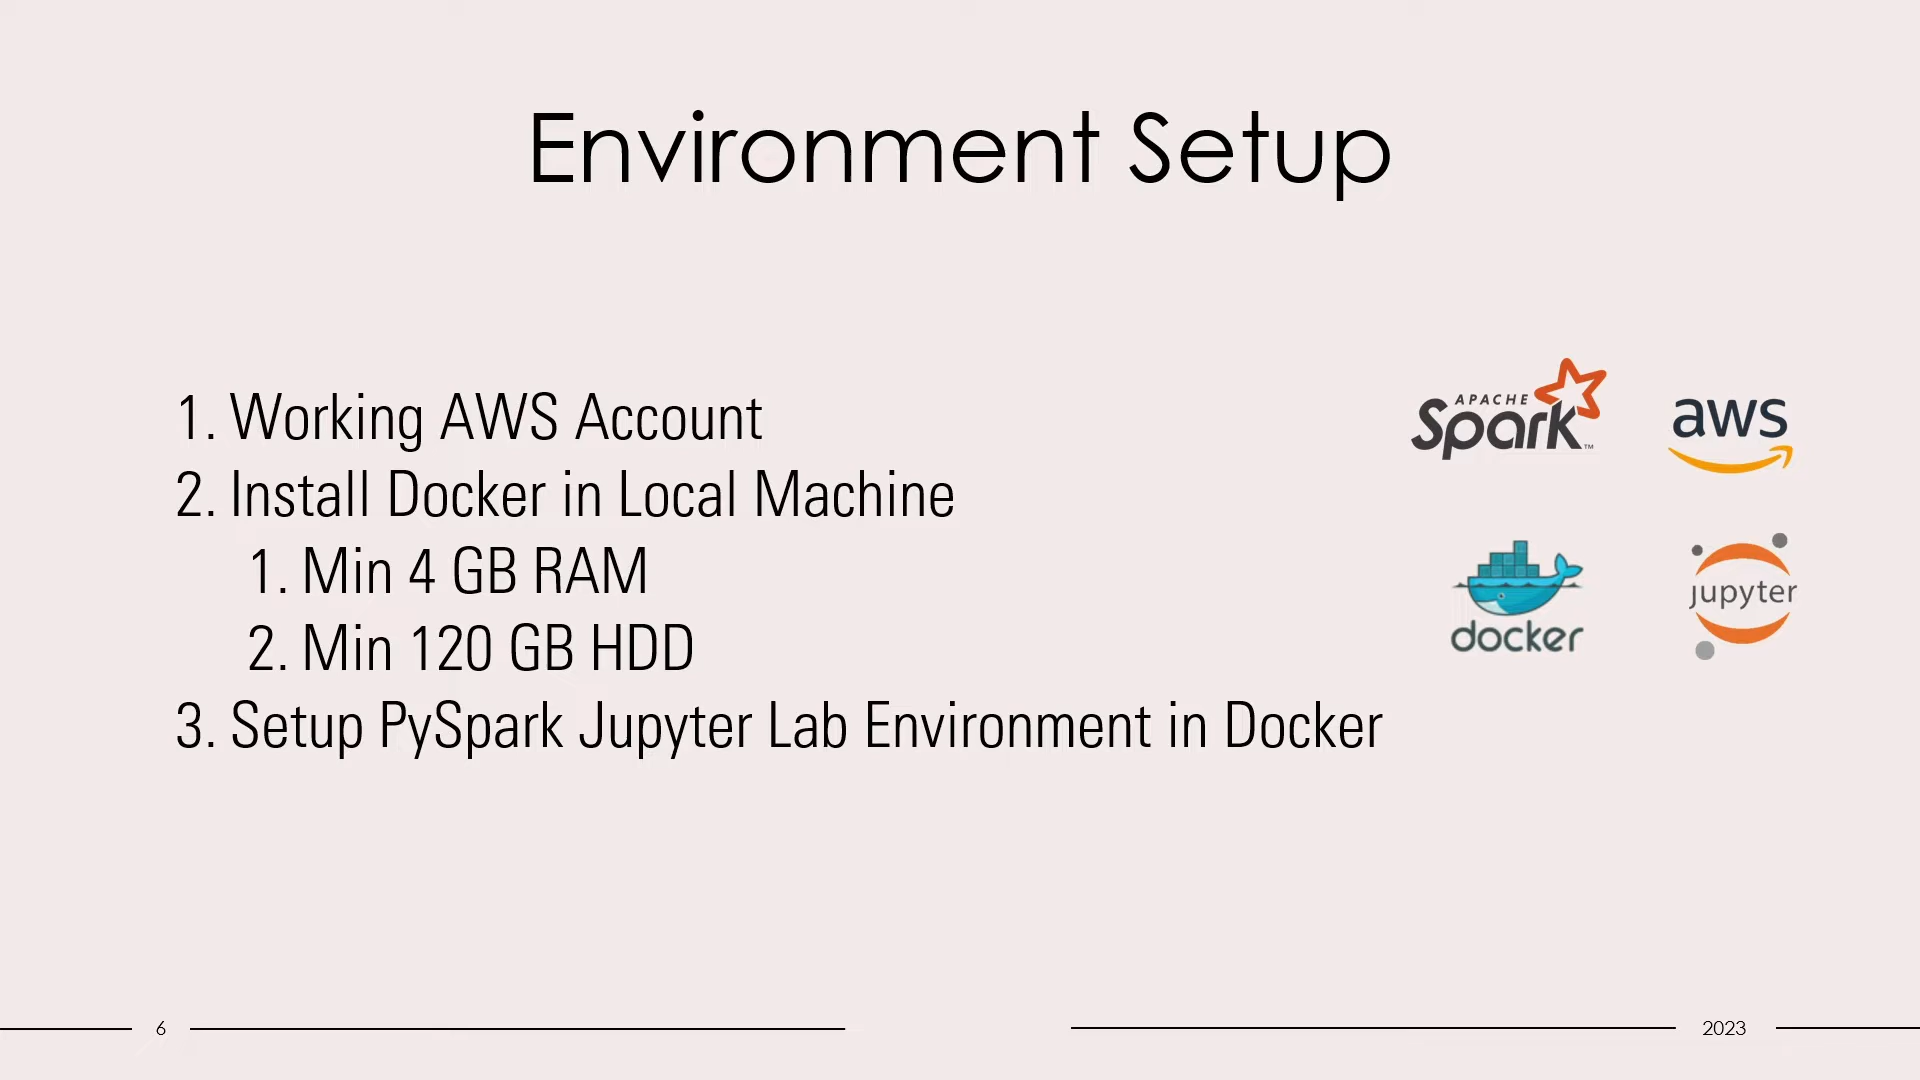 Environment Setup
1. Working AWS Account
2. Install Docker in Local Machine
1. Min 4 GB RAM
2. Min 120 GB HDD
3. Setup PySpark Jupyter Lab Environment in Docker
APACHE
Spark™
aws
docker
jupyter
6
2023